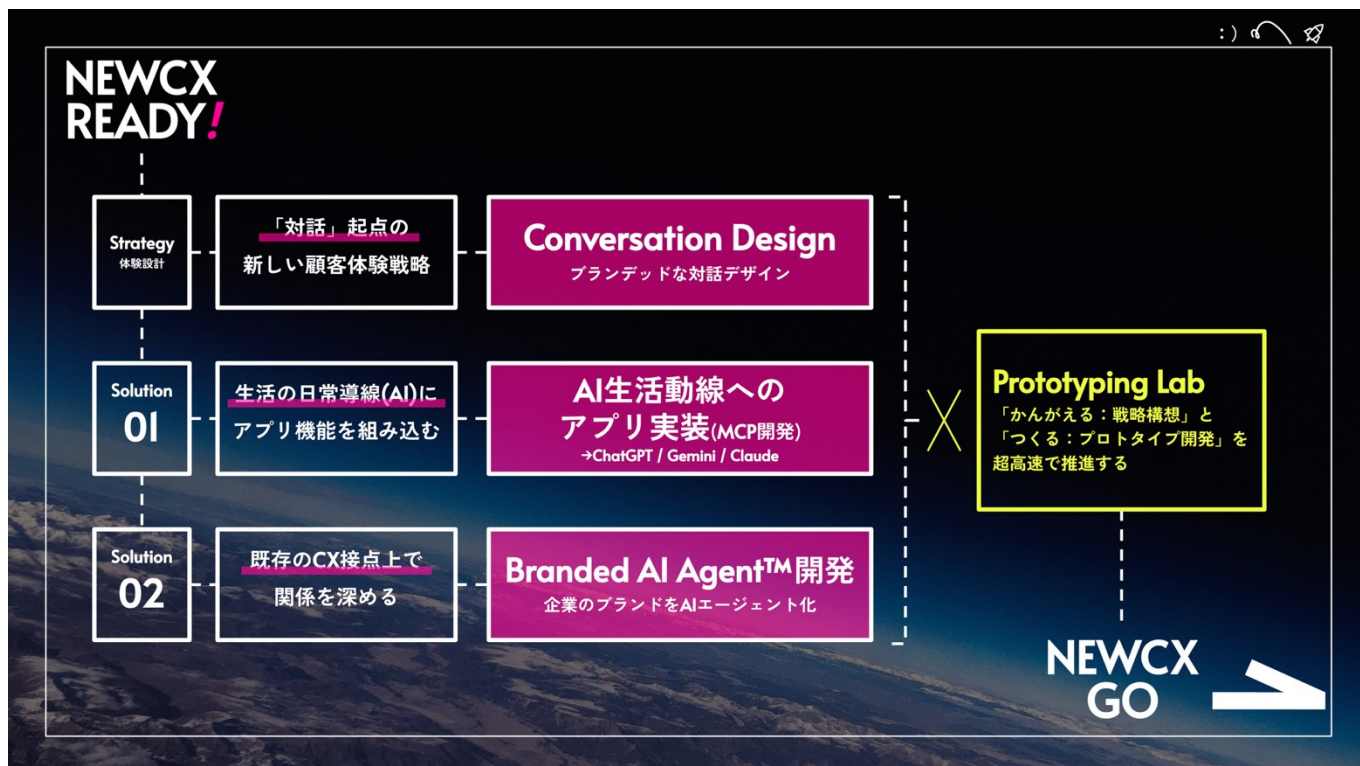 :)
NEWCX
READY!
Strategy
体験設計
「対話」起点の
新しい顧客体験戦略
Conversation Design
ブランデッドな対話デザイン
Solution
01
生活の日常導線(AI)に
アプリ機能を組み込む
AI生活動線への
アプリ実装(MCP開発)
→ChatGPT / Gemini / Claude
Solution
02
既存のCX接点上で
関係を深める
Branded AI Agent™開発
企業のブランドをAIエージェント化
Prototyping Lab
「かんがえる：戦略構想」と
「つくる：プロトタイプ開発」を
超高速で推進する
NEWCX
GO